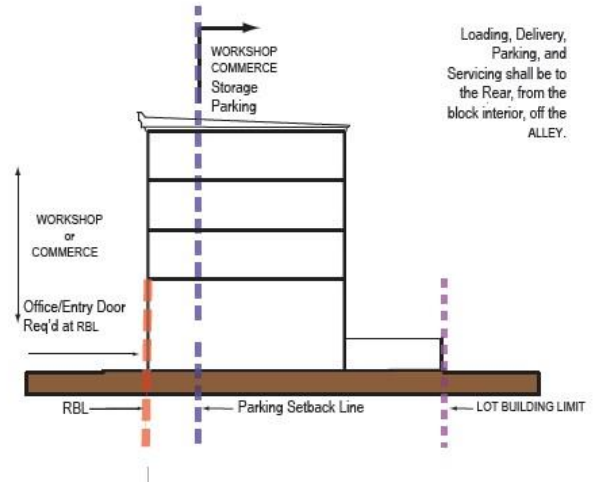 WORKSHOP
COMMERCE
Storage
Parking
Loading, Delivery,
Parking, and
Servicing shall be to
the Rear, from the
block interior, off the
ALLEY.
WORKSHOP
or
COMMERCE
Office/Entry Door
Req'd at RBL
RBL
Parking Setback Line
LOT BUILDING LIMIT